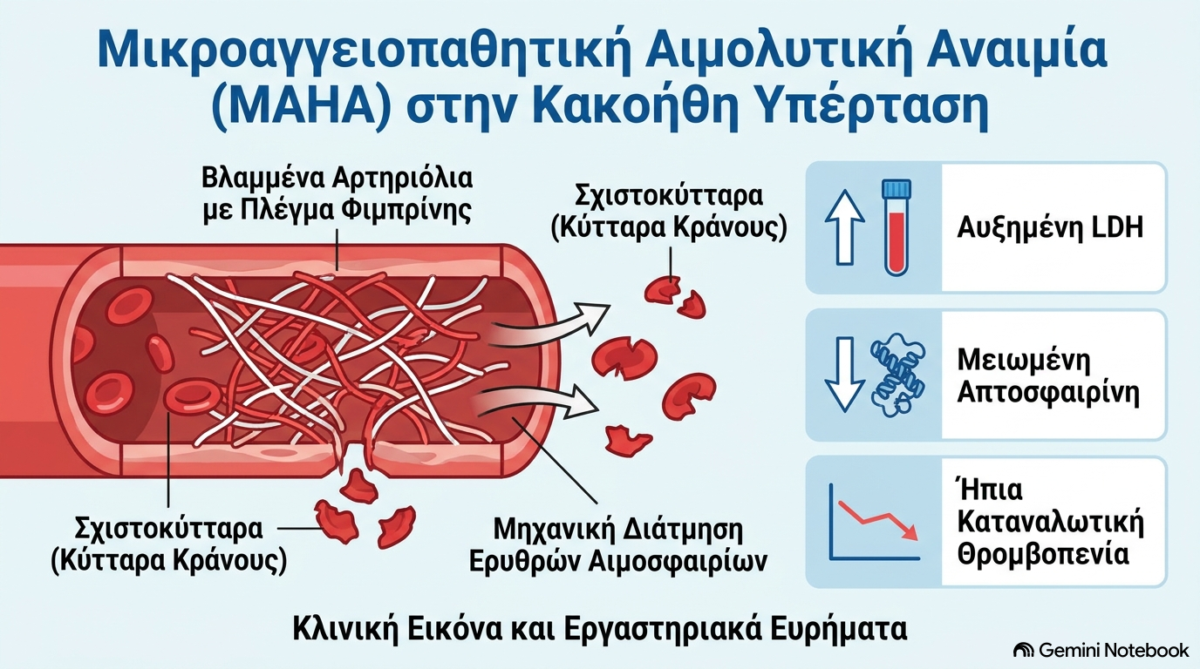 Μικροαγγειοπαθητική Αιμολυτική Αναιμία
(ΜΑΗΑ) στην Κακοήθη Υπέρταση
Βλαμμένα Αρτηριόλια
με Πλέγμα Φιμπρίνης
Σχιστοκύτταρα
(Κύτταρα Κράνους)
Σχιστοκύτταρα
(Κύτταρα Κράνους)
Μηχανική Διάτμηση
Ερυθρών Αιμοσφαιρίων
Αυξημένη LDH
Μειωμένη
Απτοσφαιρίνη
Ήπια
Καταναλωτική
Θρομβοπενία
Κλινική Εικόνα και Εργαστηριακά Ευρήματα
Gemini Notebook